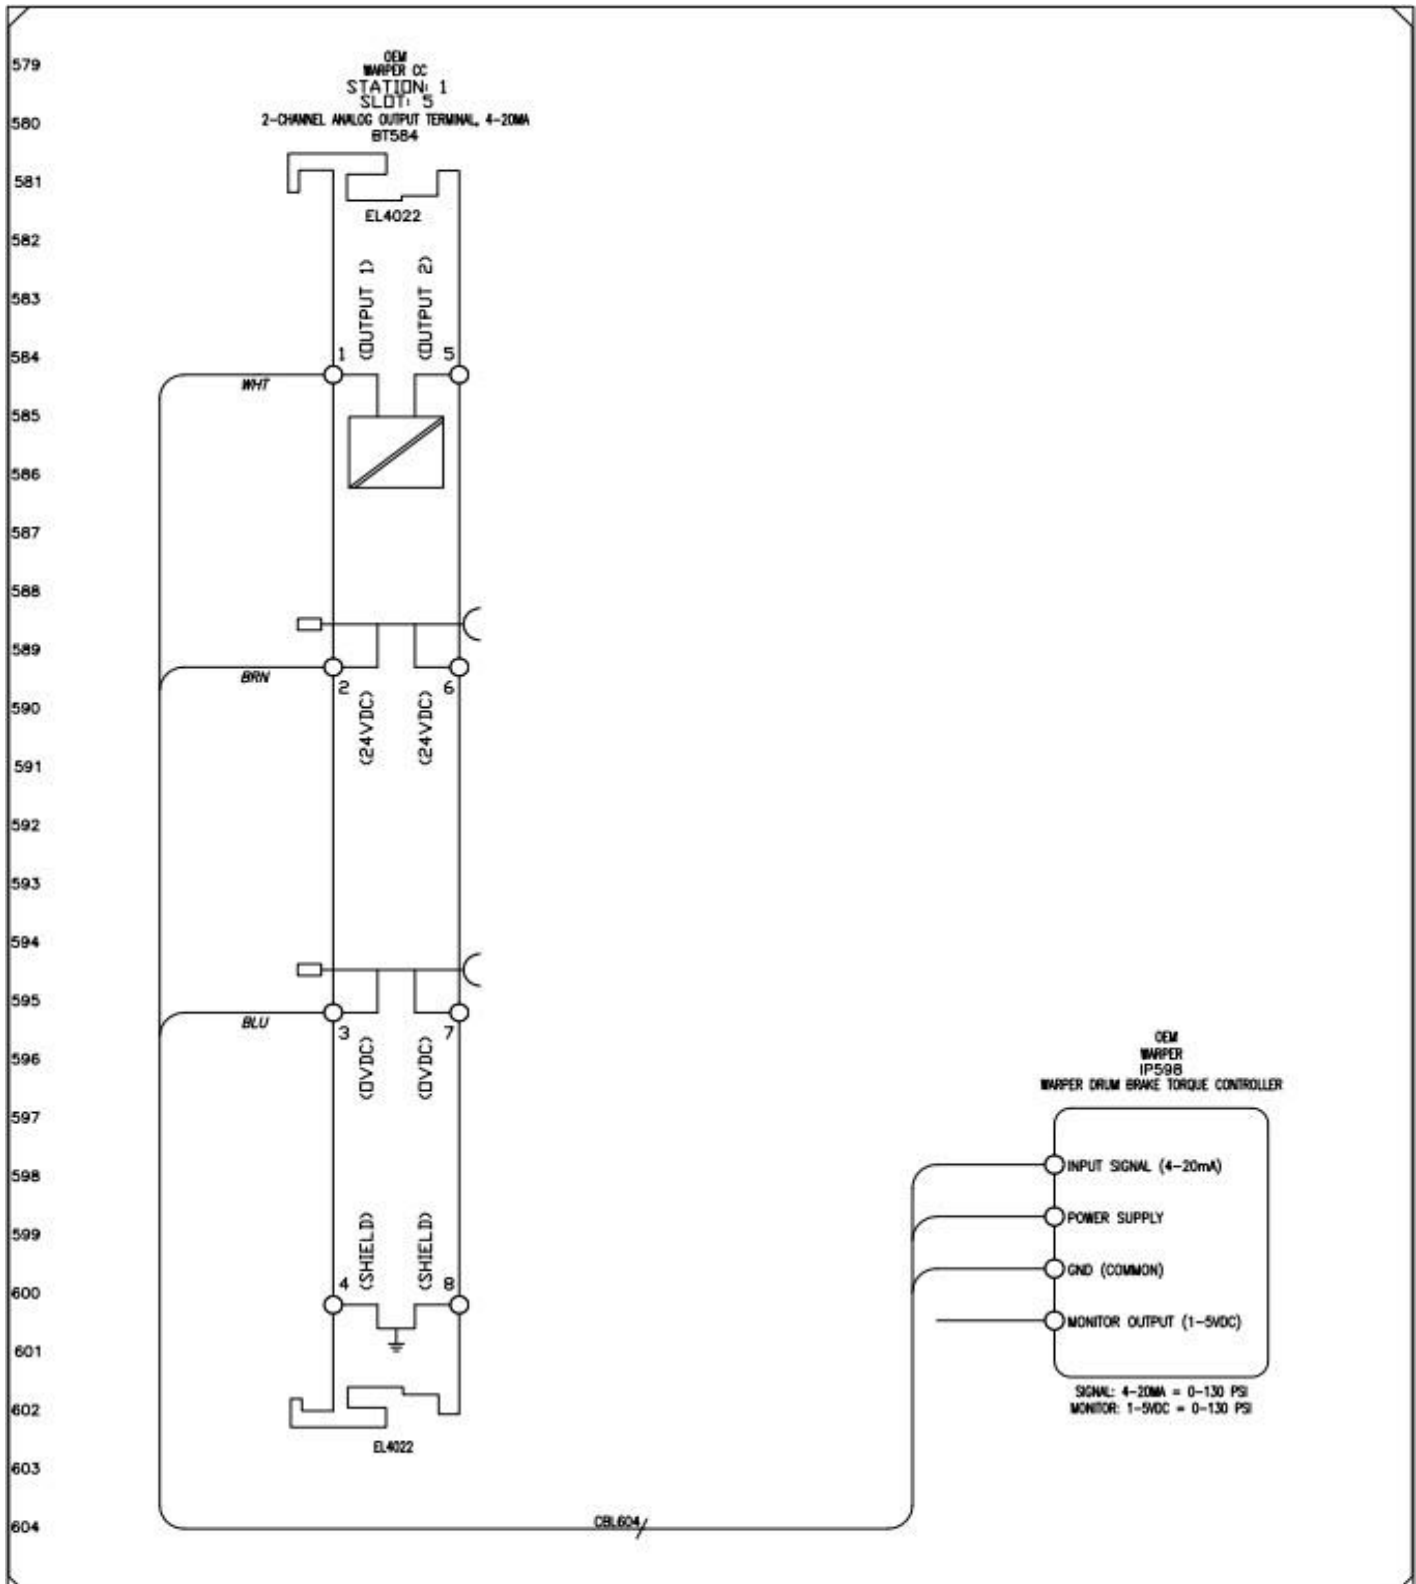 579
OEM
WARPER CC
STATION: 1
SLOT: 5
580
2-CHANNEL ANALOG OUTPUT TERMINAL, 4-20MA
BT584
581
EL4022
582
(OUTPUT 1)
(OUTPUT 2)
583
584
1
5
WHT
585
586
587
588
589
BRN
2
6
590
(24VDC)
(24VDC)
591
592
593
594
595
BLU
3
7
596
(0VDC)
(0VDC)
OEM
WARPER
IP598
WARPER DRUM BRAKE TORQUE CONTROLLER
597
598
INPUT SIGNAL (4-20mA)
599
POWER SUPPLY
(SHIELD)
(SHIELD)
GND (COMMON)
600
4
8
MONITOR OUTPUT (1-5VDC)
601
SIGNAL: 4-20MA = 0-130 PSI
602
MONITOR: 1-5VDC = 0-130 PSI
EL4022
603
604
CBL604